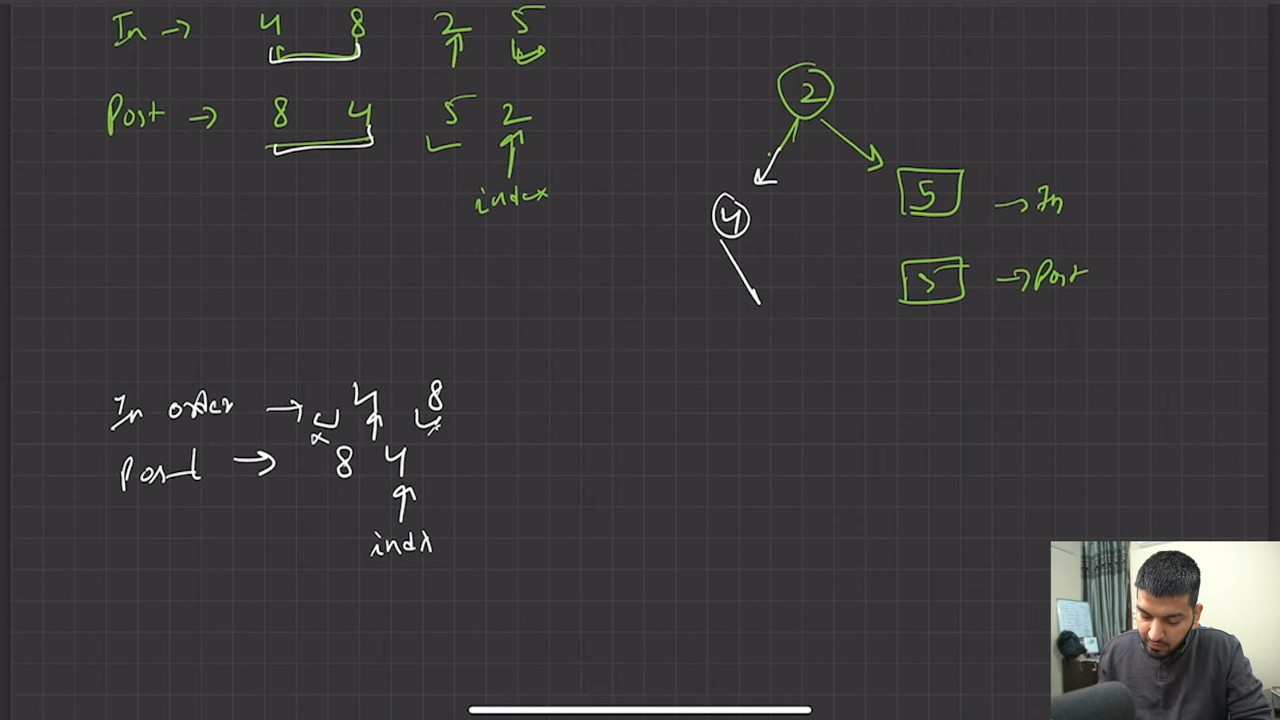 In → 4 8 2 5
Post → 8 4 5 2
index
2
4
5 → In
5 → Post
In order → 4 8
x x
Post → 8 4
indx